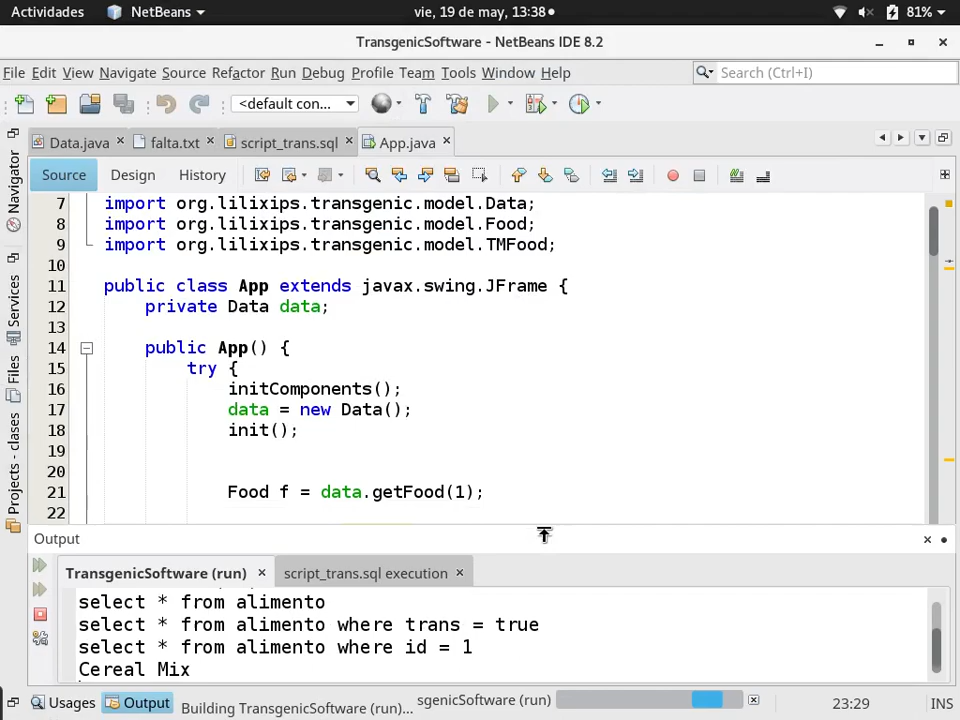 Actividades NetBeans vie, 19 de may, 13:38 81%
TransgenicSoftware - NetBeans IDE 8.2
File Edit View Navigate Source Refactor Run Debug Profile Team Tools Window Help Search (Ctrl+I)
<default con...
Data.java falta.txt script_trans.sql App.java
Source Design History
Navigator
Services
Files
Projects - clases
7 import org.lilixips.transgenic.model.Data;
8 import org.lilixips.transgenic.model.Food;
9 import org.lilixips.transgenic.model.TMFood;
10
11 public class App extends javax.swing.JFrame {
12 private Data data;
13
14 public App() {
15 try {
16 initComponents();
17 data = new Data();
18 init();
19
20
21 Food f = data.getFood(1);
22
Output
TransgenicSoftware (run) script_trans.sql execution
select * from alimento
select * from alimento where trans = true
select * from alimento where id = 1
Cereal Mix
Usages Output Building TransgenicSoftware (run)... sgenicSoftware (run) 23:29 INS